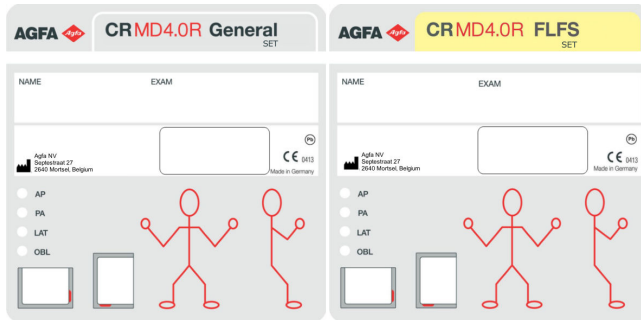 AGFA Agfa CR MD4.0R General
SET
NAME EXAM
Pb
Agfa NV
Septestraat 27
2640 Mortsel, Belgium
CE 0413
Made in Germany
AP
PA
LAT
OBL
AGFA Agfa CR MD4.0R FLFS
SET
NAME EXAM
Pb
Agfa NV
Septestraat 27
2640 Mortsel, Belgium
CE 0413
Made in Germany
AP
PA
LAT
OBL